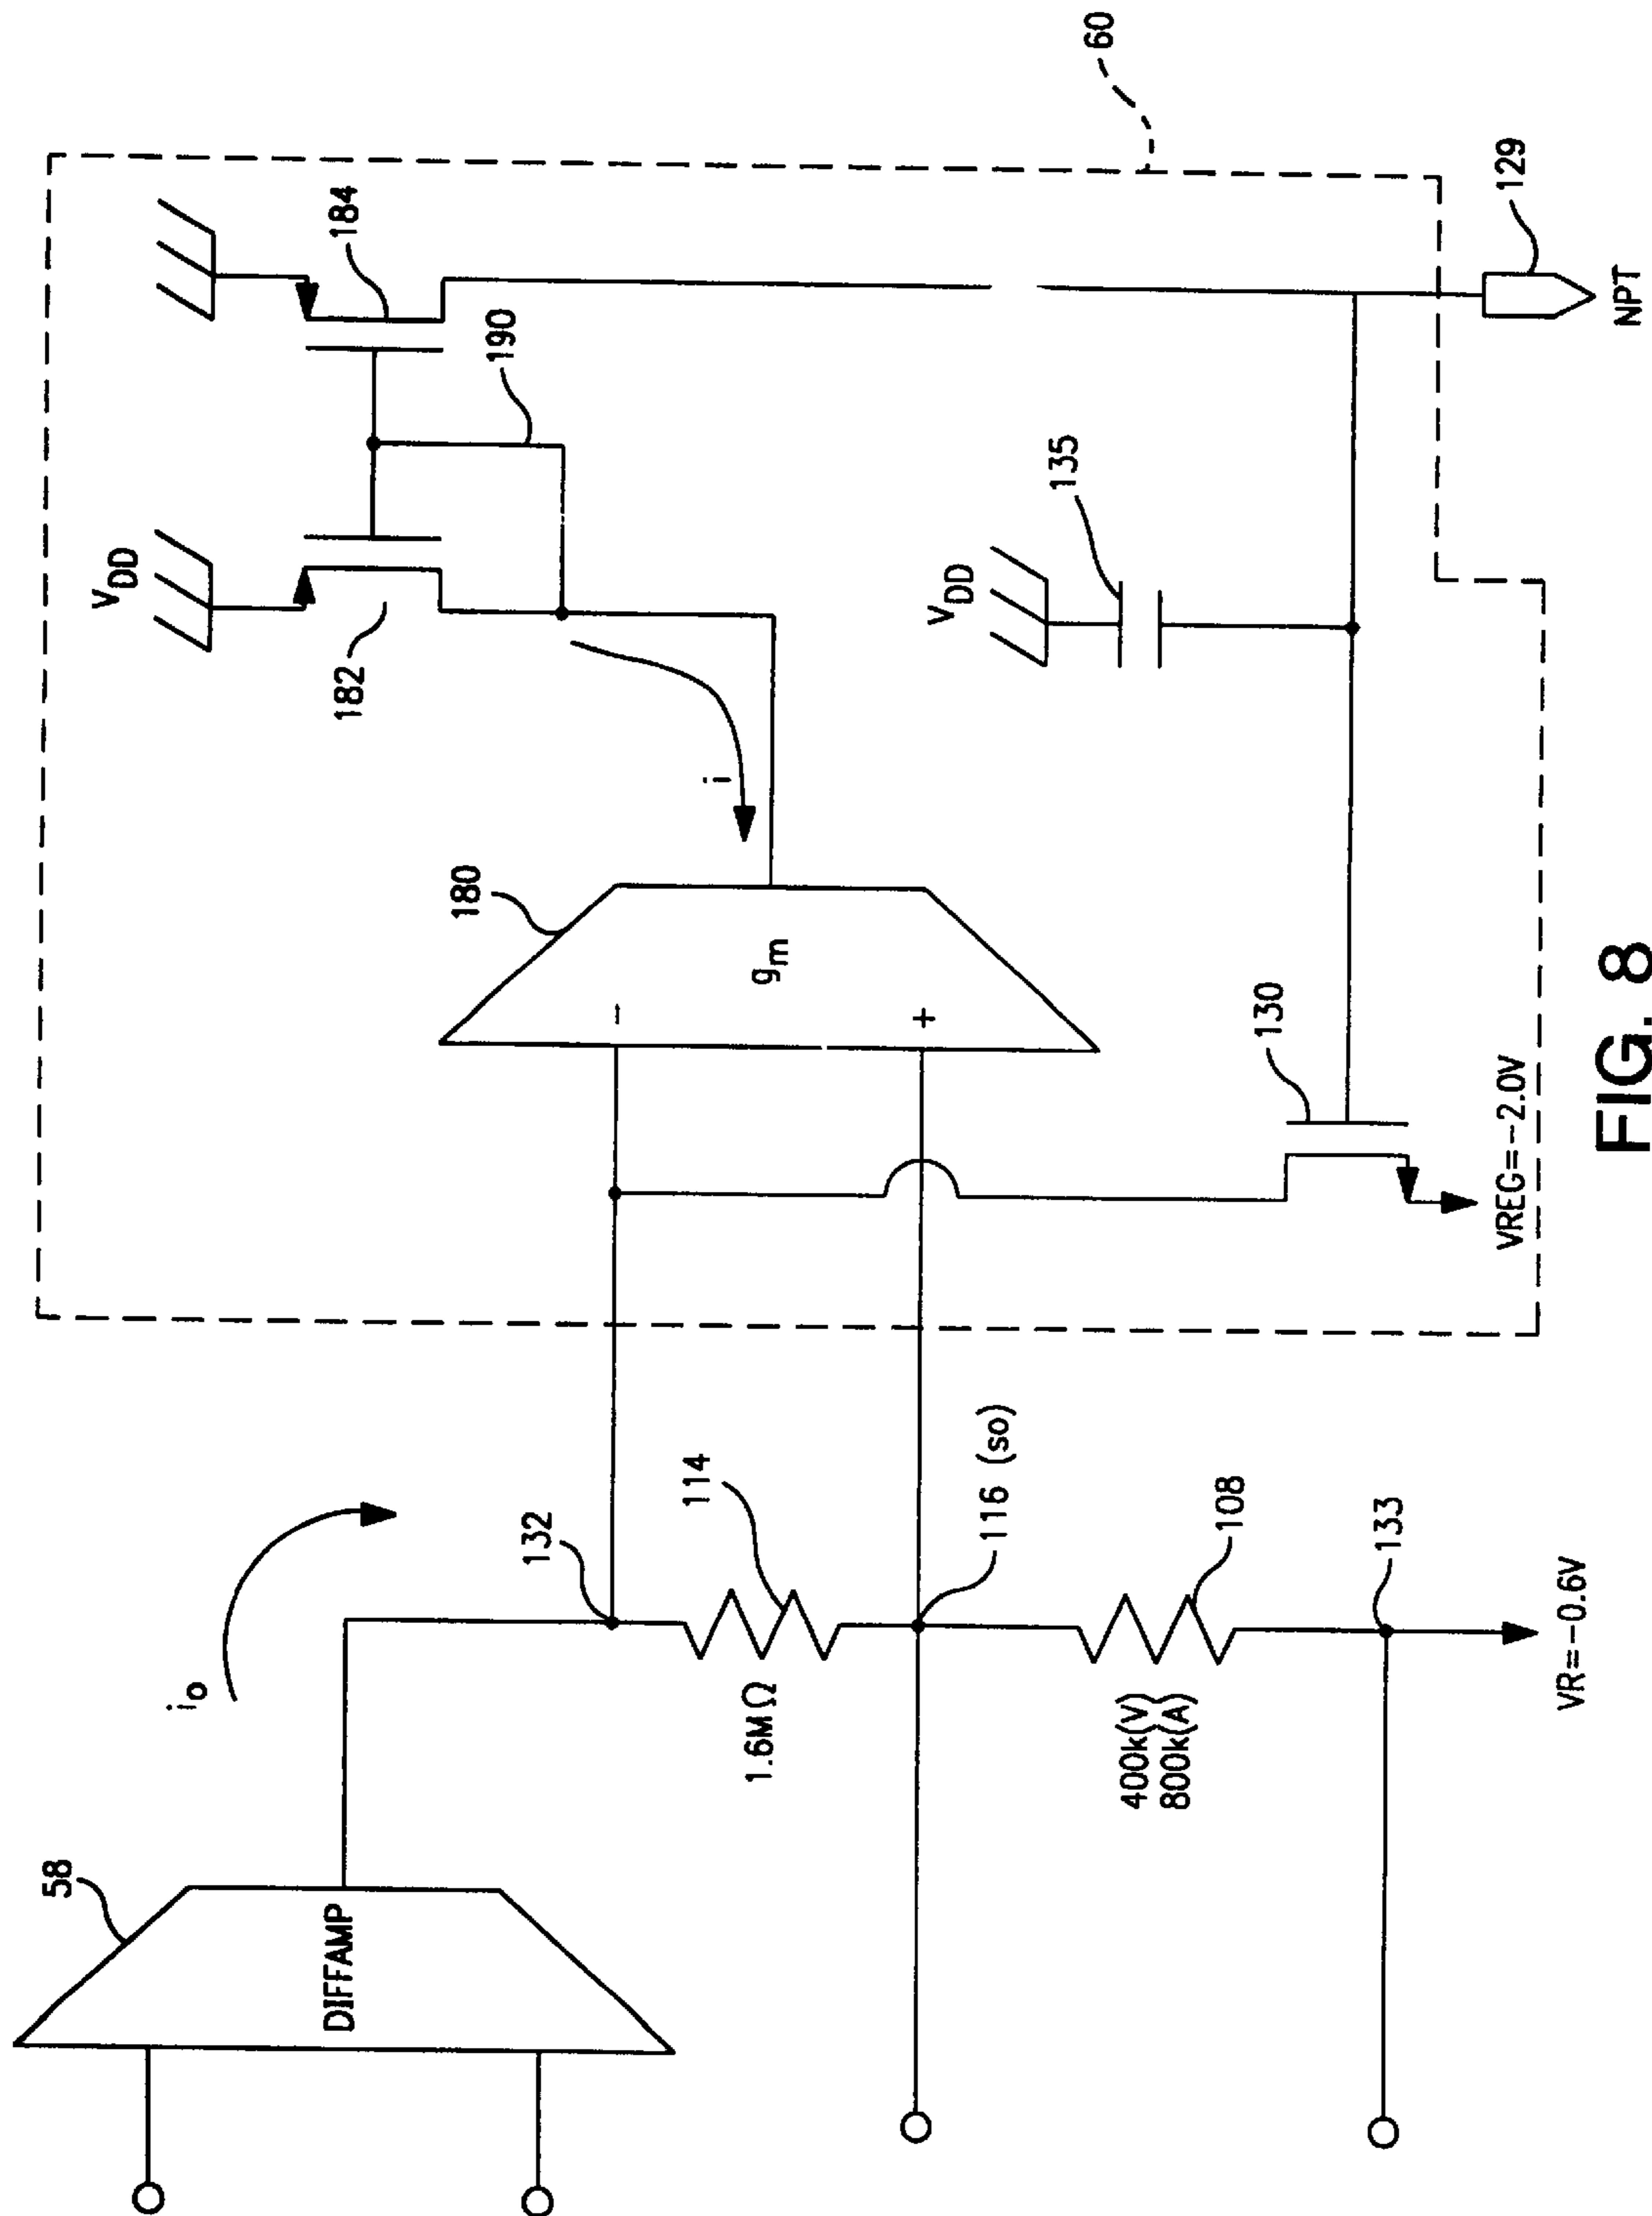 60
184
190
V_DD
182
135
V_DD
129
NPT
i
180
g_m
-
+
130
VREG=-2.0V
i_o
132
114
1.6MΩ
116 (so)
400k(V)
800k(A)
108
133
VR=-0.6V
58
DIFFAMP
FIG. 8